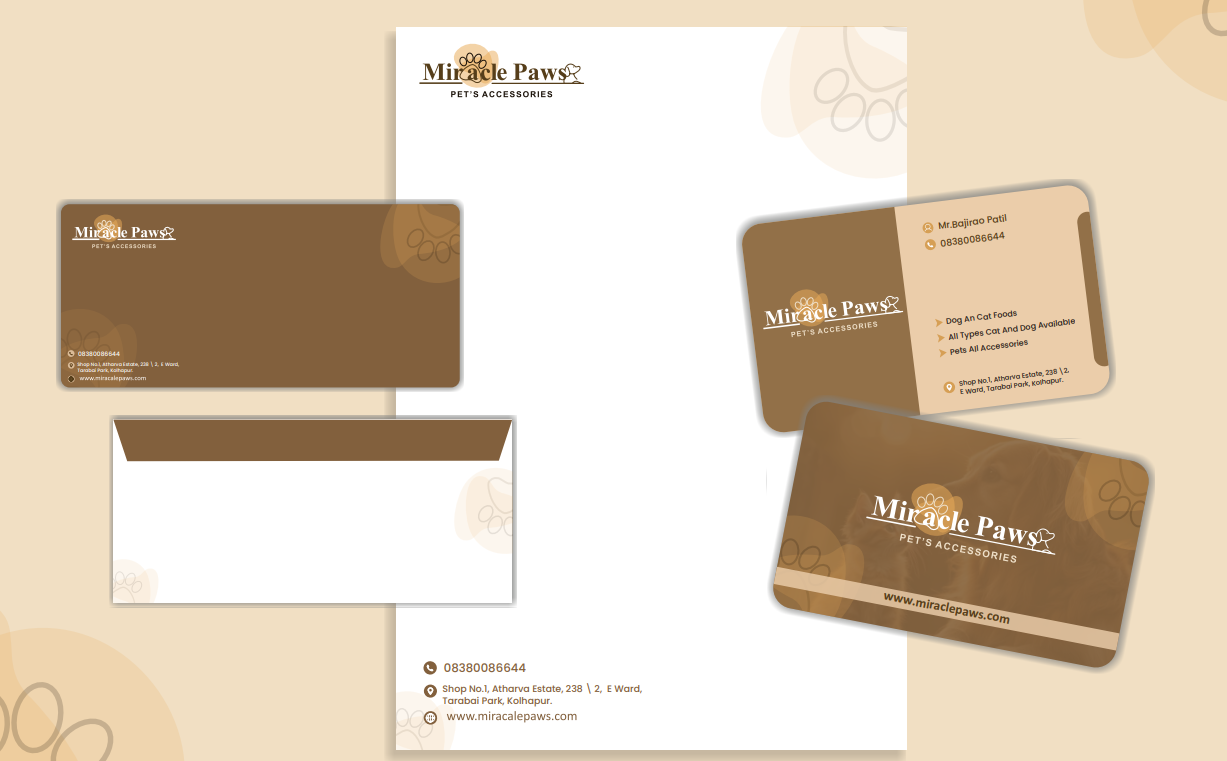 Miracle Paws
PET'S ACCESSORIES
Miracle Paws
PET'S ACCESSORIES
08380086644
Shop No.1, Atharva Estate, 238 \ 2, E Ward,
Tarabai Park, Kolhapur.
www.miracalepaws.com
Mr.Bajirao Patil
08380086644
Miracle Paws
PET'S ACCESSORIES
Dog An Cat Foods
All Types Cat And Dog Available
Pets All Accessories
Shop No.1, Atharva Estate, 238 \2,
E Ward, Tarabai Park, Kolhapur.
Miracle Paws
PET'S ACCESSORIES
www.miraclepaws.com
08380086644
Shop No.1, Atharva Estate, 238 \ 2, E Ward,
Tarabai Park, Kolhapur.
www.miracalepaws.com